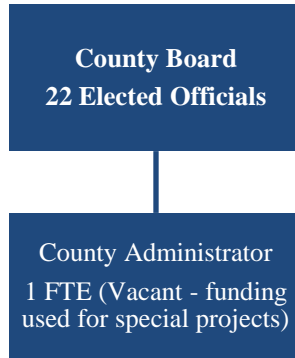 County Board
22 Elected Officials
County Administrator
1 FTE (Vacant - funding
used for special projects)